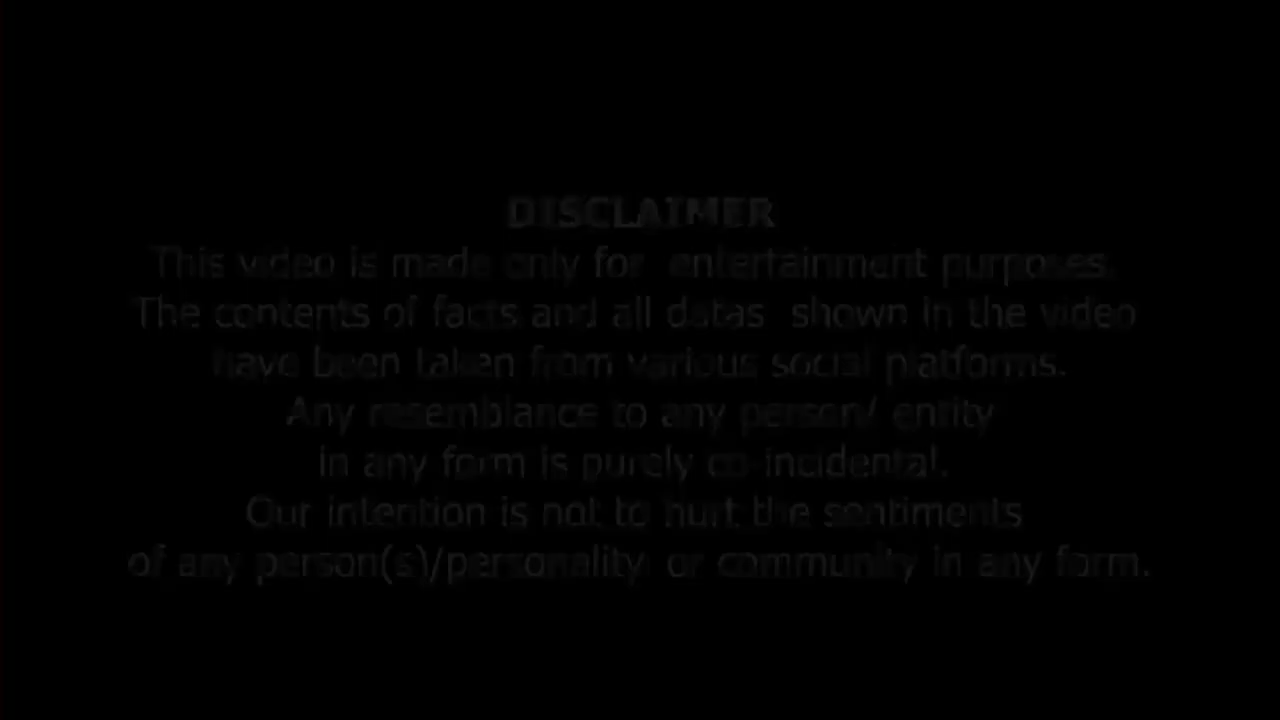 DISCLAIMER
This video is made only for entertainment purposes.
The contents of facts and all datas shown in the video
have been taken from various social platforms.
Any resemblance to any person/ entity
in any form is purely co-incidental.
Our intention is not to hurt the sentiments
of any person(s)/personality or community in any form.